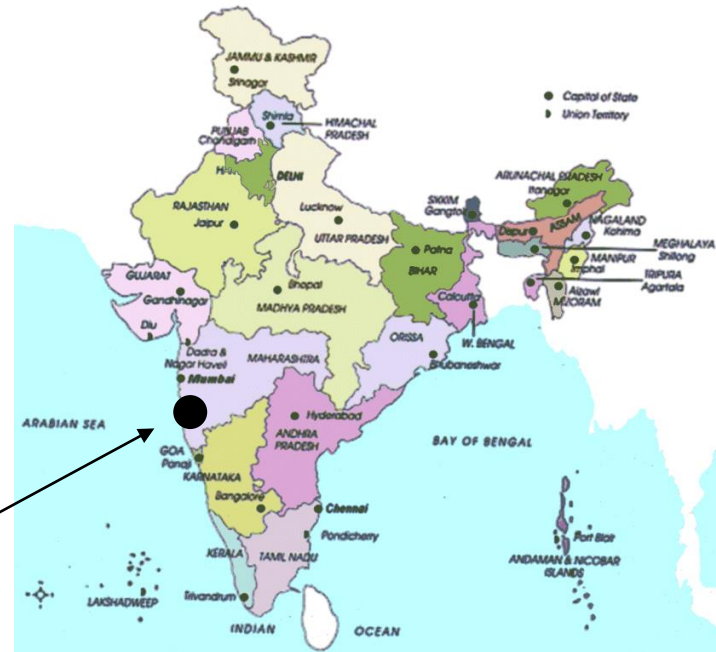 JAMMU & KASHMIR
Srinagar
Capital of State
Union Territory
Shimla
HIMACHAL
PRADESH
PUNJAB
Chandigarh
H
DELHI
ARUNACHAL PRADESH
Itanagar
SIKKIM
Gangtok
RAJASTHAN
Jaipur
Lucknow
UTTAR PRADESH
Dispur
ASSAM
NAGALAND
Kohima
Patna
BIHAR
MEGHALAYA
Shillong
MANIPUR
Imphal
GUJARAT
Gandhinagar
Bhopal
MADHYA PRADESH
TRIPURA
Agartala
Aizawl
MIZORAM
Calcutta
Diu
ORISSA
W. BENGAL
Dadra &
Nagar Haveli
MAHARASHTRA
Bhubaneshwar
Mumbai
ARABIAN SEA
Hyderabad
ANDHRA
PRADESH
BAY OF BENGAL
GOA
Panaji
KARNATAKA
Bangalore
Chennai
Pondicherry
Port Blair
KERALA
TAMIL NADU
ANDAMAN & NICOBAR
ISLANDS
LAKSHADWEEP
Trivandrum
INDIAN OCEAN